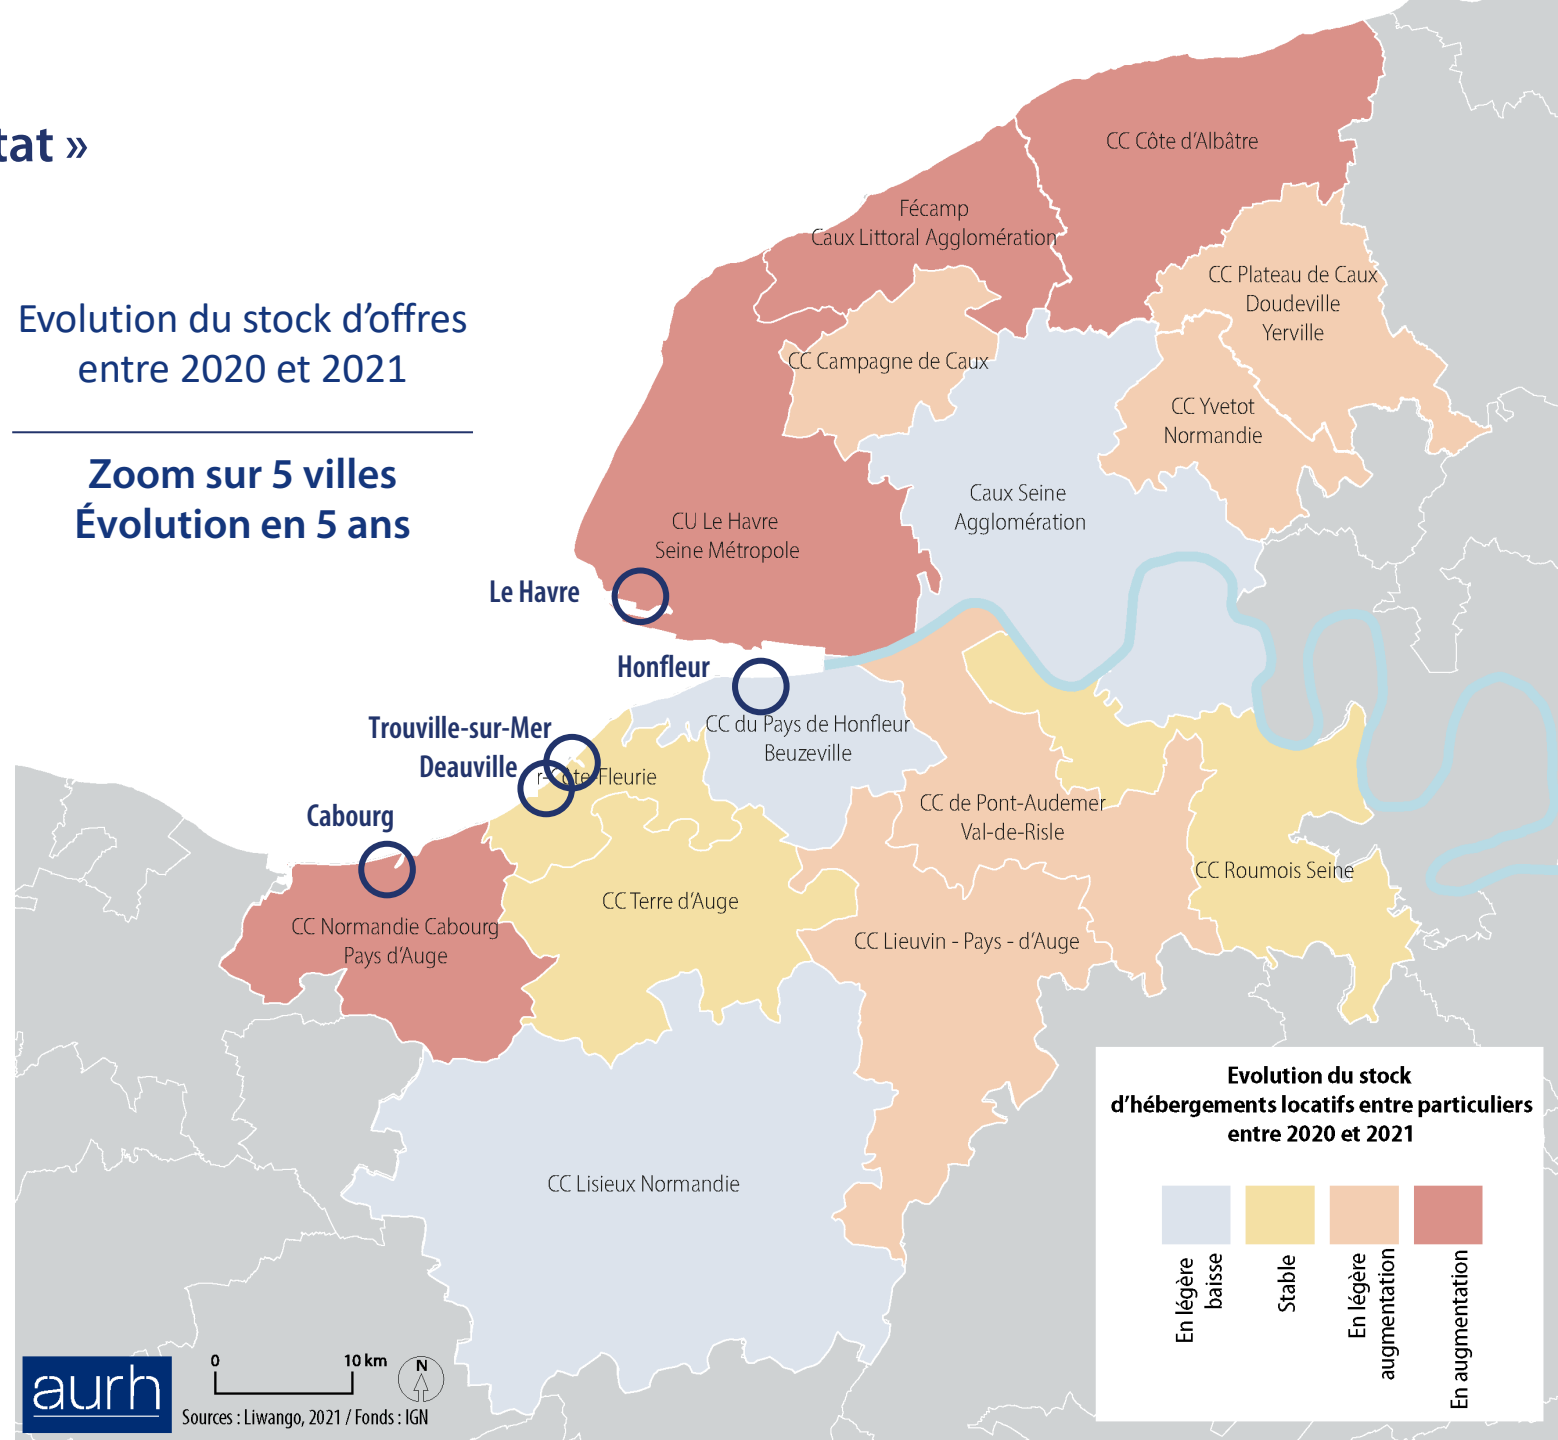 tat »
Evolution du stock d'offres
entre 2020 et 2021
Zoom sur 5 villes
Évolution en 5 ans
CC Côte d'Albâtre
Fécamp
Caux Littoral Agglomération
CC Plateau de Caux
Doudeville
Yerville
CC Campagne de Caux
CC Yvetot
Normandie
Caux Seine
Agglomération
CU Le Havre
Seine Métropole
Le Havre
Honfleur
Trouville-sur-Mer
Deauville
Cabourg
CC du Pays de Honfleur
Beuzeville
r-Côte-Fleurie
CC de Pont-Audemer
Val-de-Risle
CC Roumois Seine
CC Terre d'Auge
CC Normandie Cabourg
Pays d'Auge
CC Lieuvin - Pays - d'Auge
CC Lisieux Normandie
Evolution du stock
d'hébergements locatifs entre particuliers
entre 2020 et 2021
En légère
baisse
Stable
En légère
augmentation
En augmentation
aurh
0 10 km
N
Sources : Liwango, 2021 / Fonds : IGN